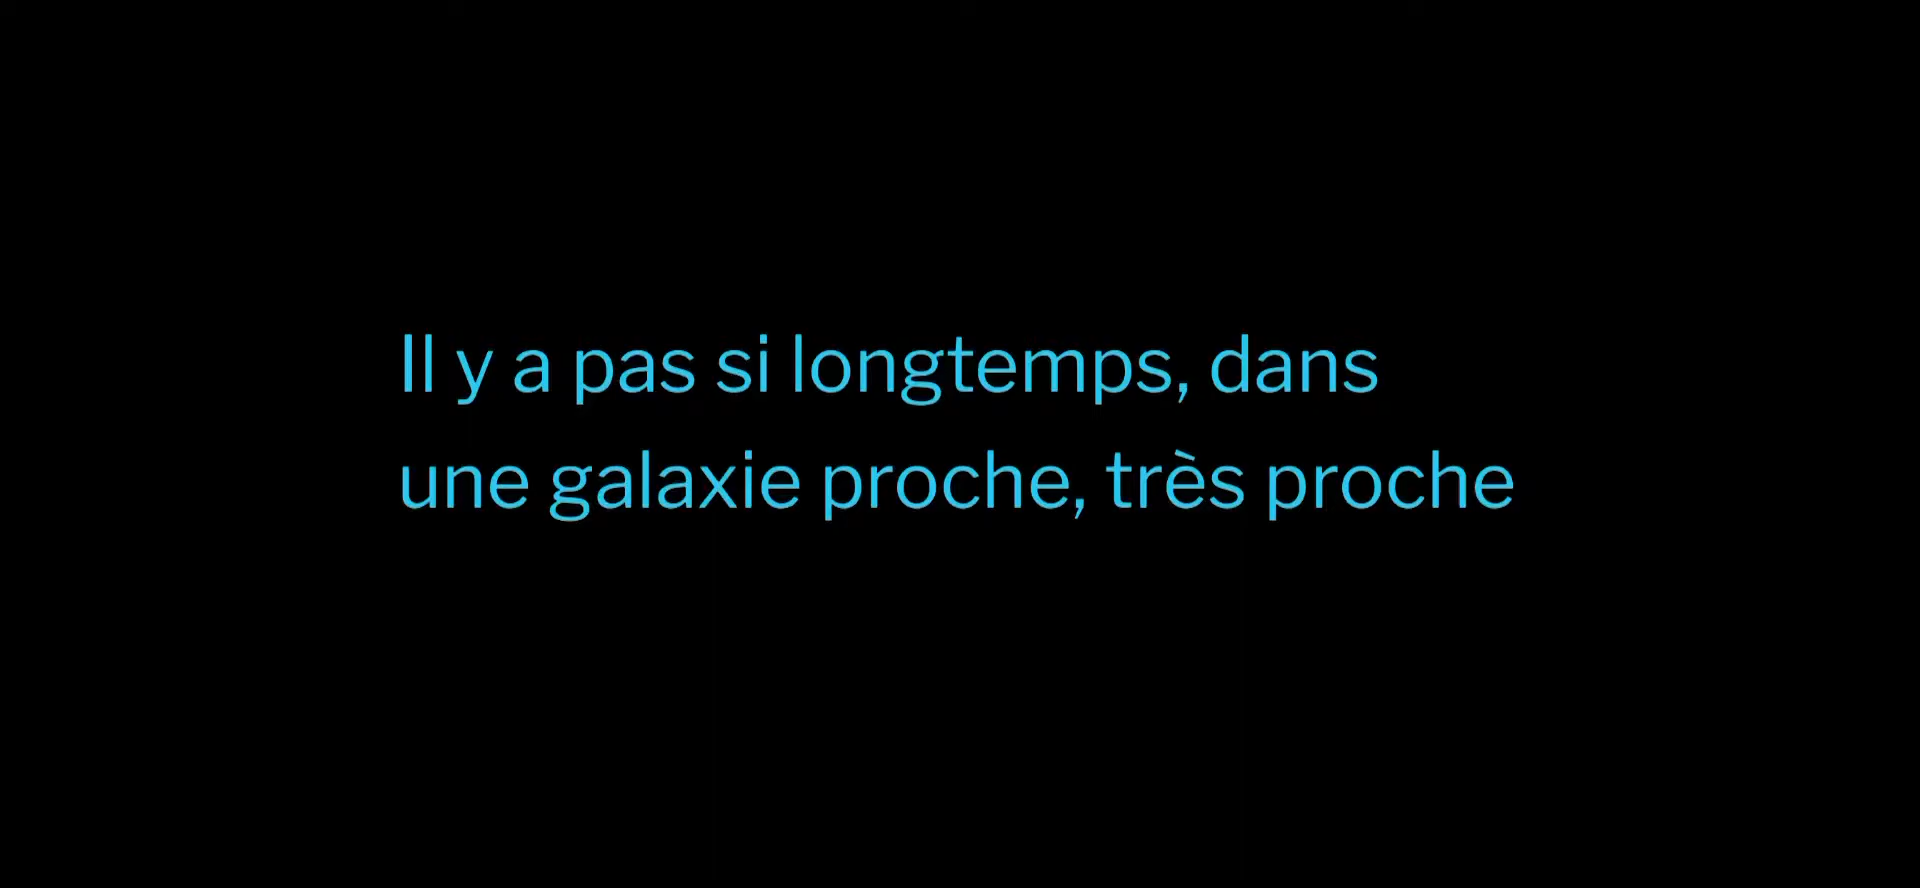 Il y a pas si longtemps, dans
une galaxie proche, très proche